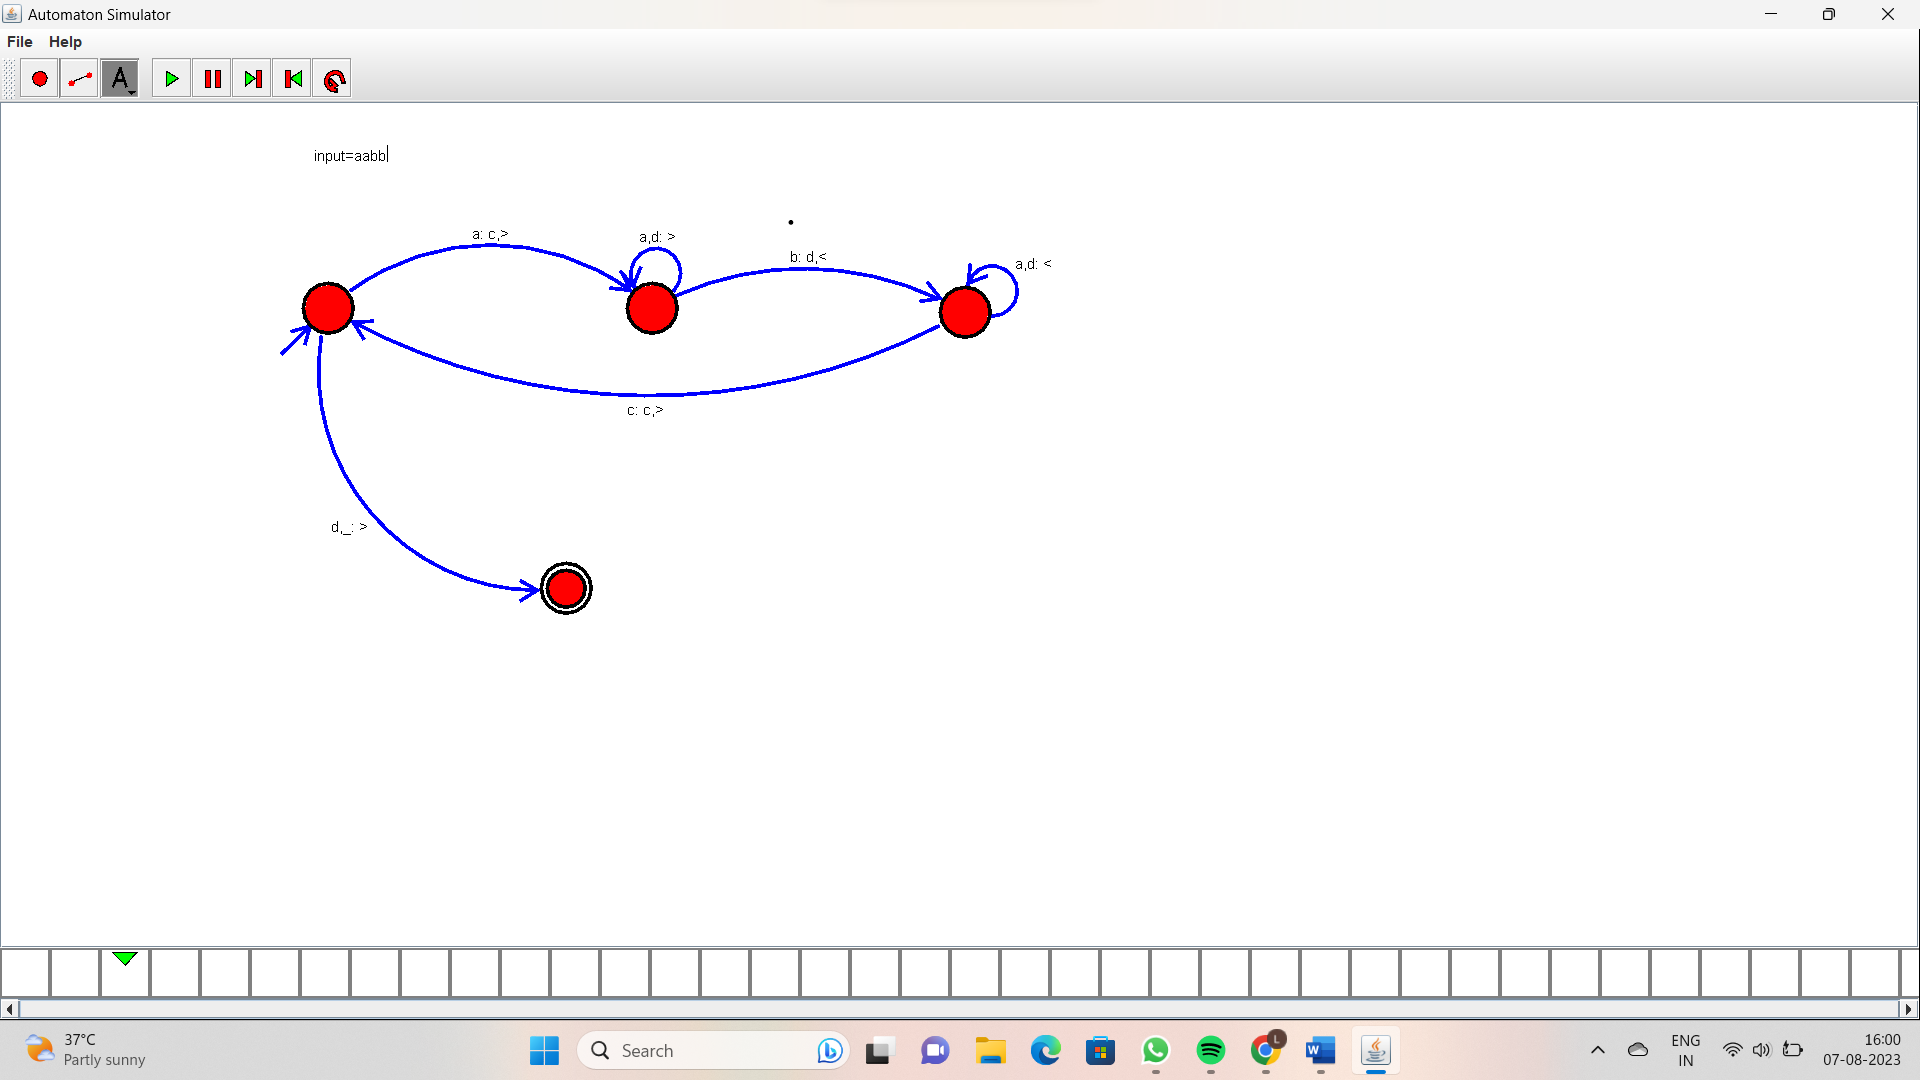 Automaton Simulator
File Help
A
input=aabb
a: c,>
a,d: >
b: d,<
a,d: <
c: c,>
d,_: >
37°C
Partly sunny
Search
L
W
ENG
IN
16:00
07-08-2023